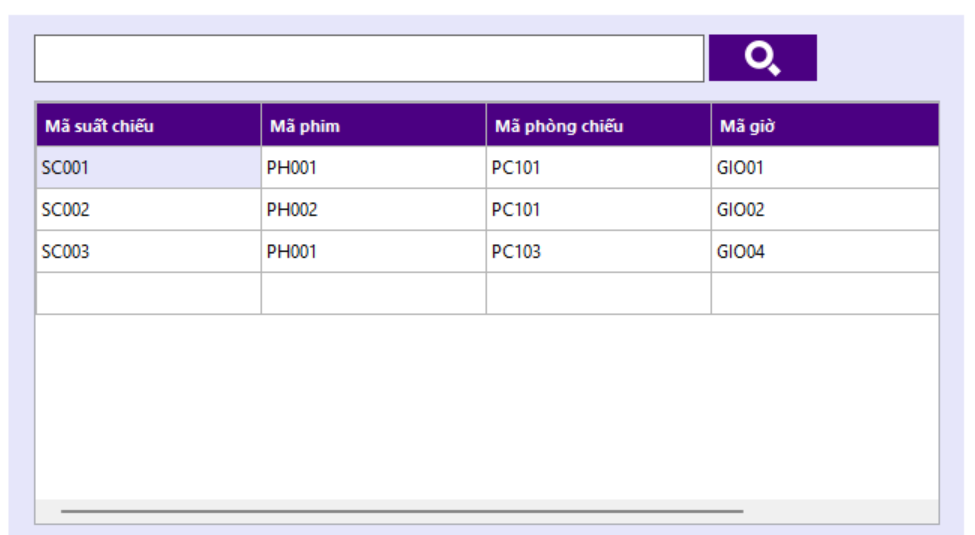 Mã suất chiếu Mã phim Mã phòng chiếu Mã giờ
SC001 PH001 PC101 GIO01
SC002 PH002 PC101 GIO02
SC003 PH001 PC103 GIO04